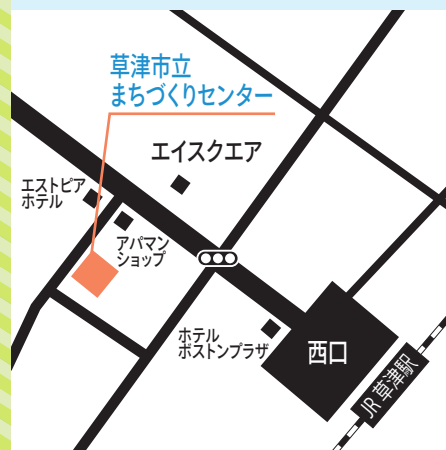 草津市立
まちづくりセンター
エイスクエア
エストピア
ホテル
アパマン
ショップ
ホテル
ボストンプラザ
西口
JR 草津駅